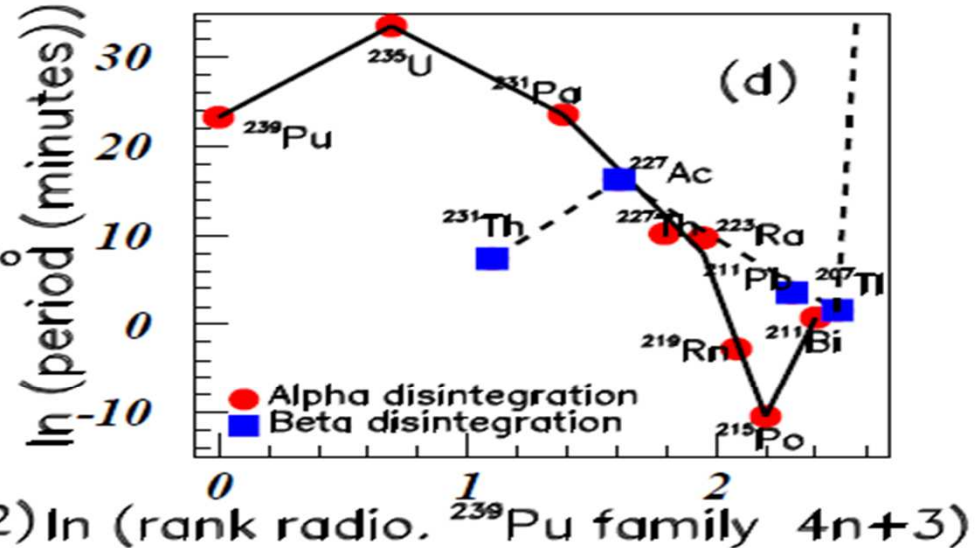 ln (period (minutes))
30
20
10
0
-10
(d)
²³⁹Pu
²³⁵U
²³¹Pa
²²⁷Ac
²³¹Th
²²⁷Th
²²³Ra
²¹¹Pb
²⁰⁷Tl
²¹⁹Rn
²¹¹Bi
²¹⁵Po
Alpha disintegration
Beta disintegration
0 1 2
2) ln (rank radio. ²³⁹Pu family 4n+3)